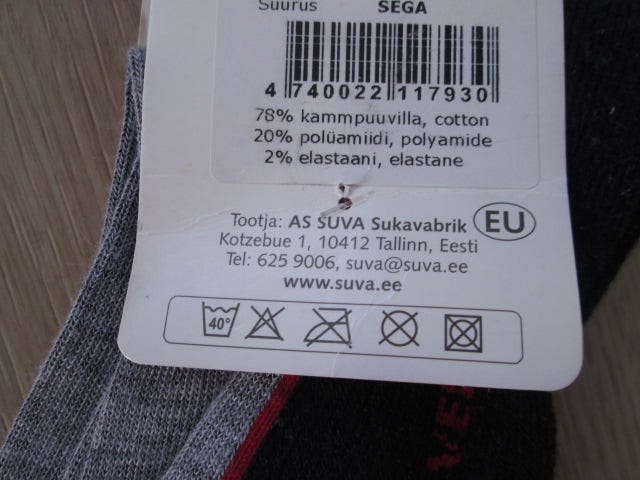 Suurus SEGA
4 740022 117930
78% kammpuuvilla, cotton
20% polüamiidi, polyamide
2% elastaani, elastane
Tootja: AS SUVA Sukavabrik EU
Kotzebue 1, 10412 Tallinn, Eesti
Tel: 625 9006, suva@suva.ee
www.suva.ee
40°